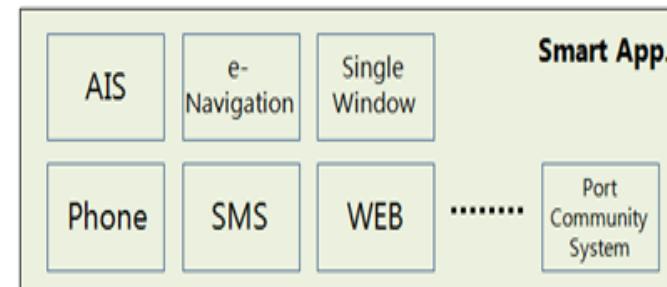 Smart App.
AIS
e-
Navigation
Single
Window
Phone
SMS
WEB
........
Port
Community
System